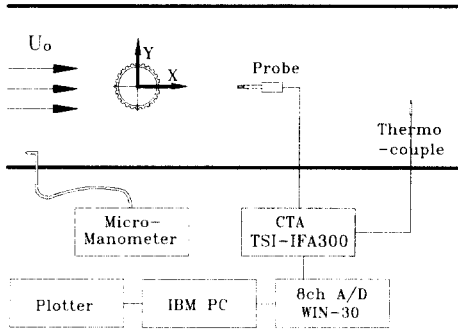 Uo
Y
X
Probe
Thermo
-couple
Micro-
Manometer
CTA
TSI-IFA300
Plotter
IBM PC
8ch A/D
WIN-30